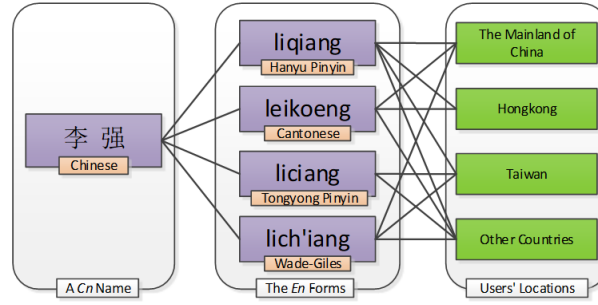 李 强
Chinese
A Cn Name
liqiang
Hanyu Pinyin
leikoeng
Cantonese
liciang
Tongyong Pinyin
lich'iang
Wade-Giles
The En Forms
The Mainland of
China
Hongkong
Taiwan
Other Countries
Users' Locations